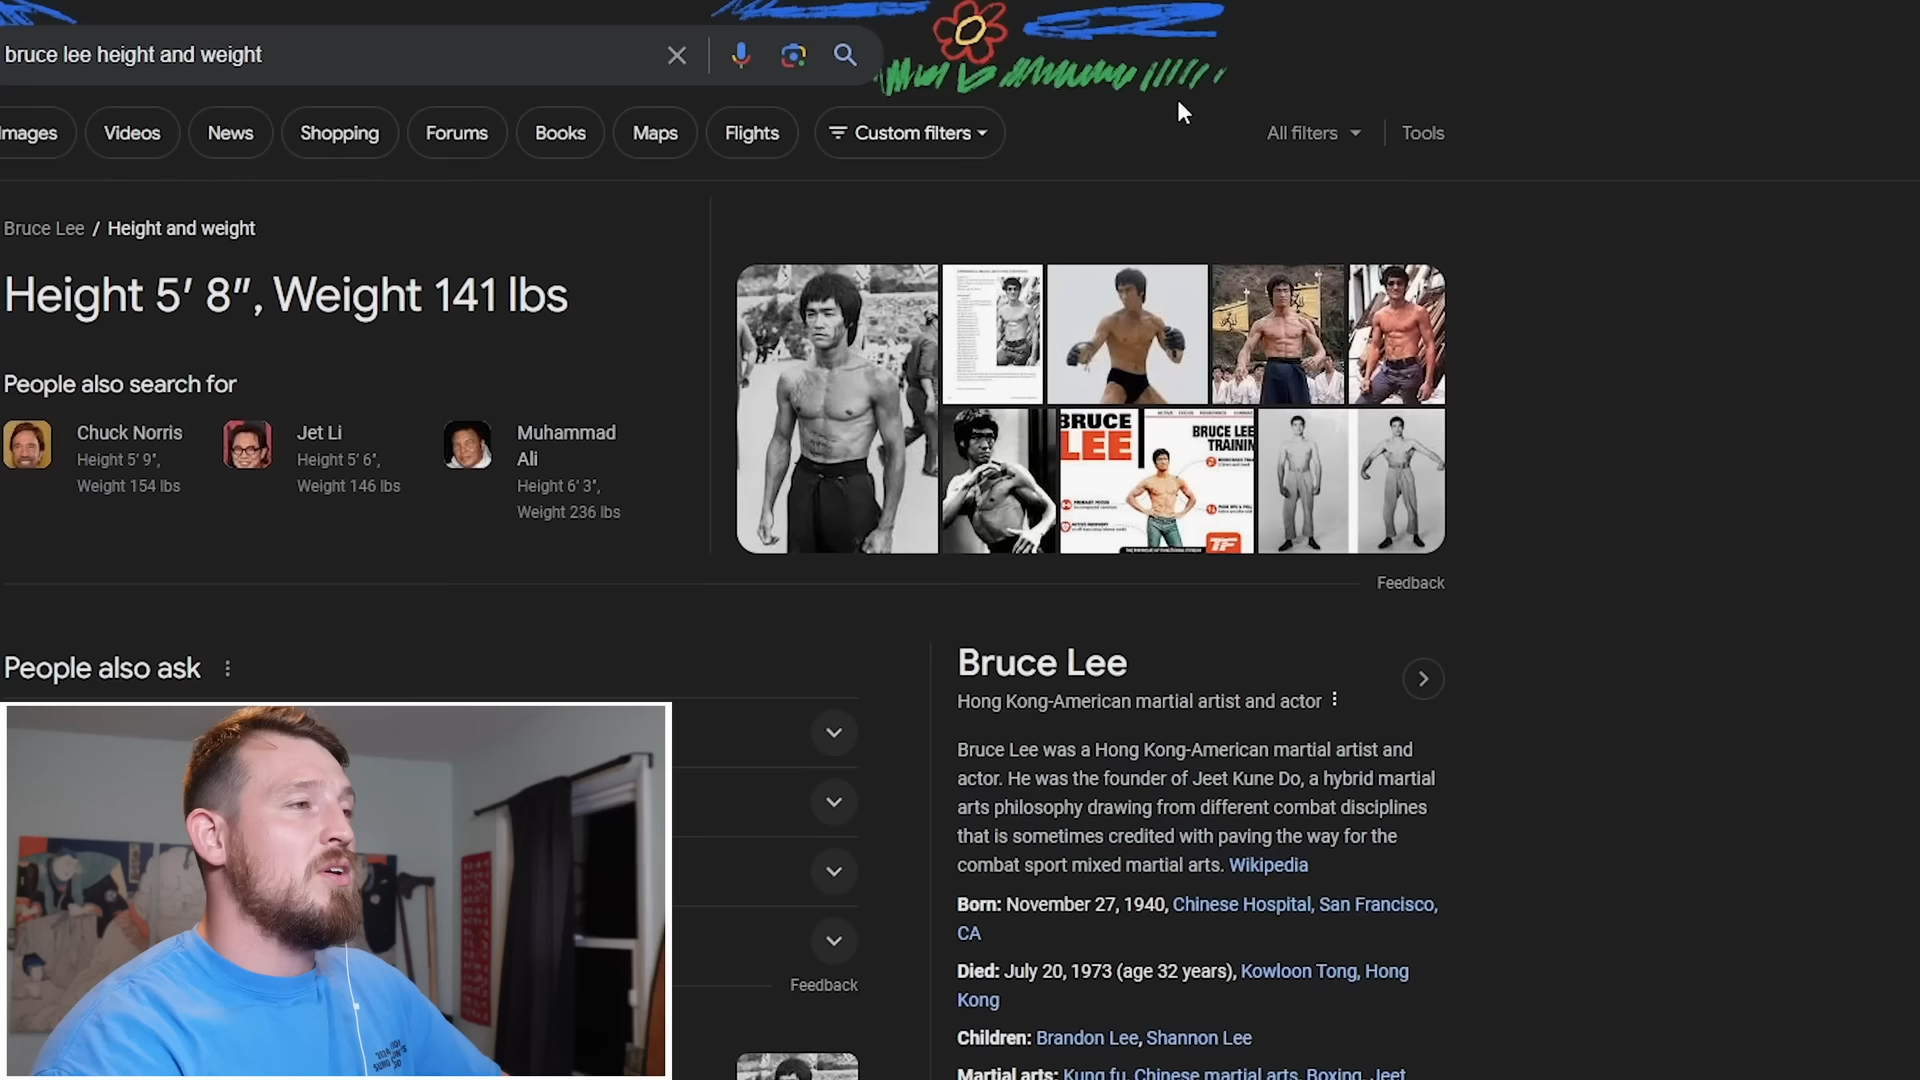 bruce lee height and weight
Images
Videos
News
Shopping
Forums
Books
Maps
Flights
Custom filters
All filters
Tools
Bruce Lee / Height and weight
Height 5′ 8″, Weight 141 lbs
People also search for
Chuck Norris
Height 5′ 9″,
Weight 154 lbs
Jet Li
Height 5′ 6″,
Weight 146 lbs
Muhammad
Ali
Height 6′ 3″,
Weight 236 lbs
BRUCE
LEE
BRUCE LEE
TRAININ
TF
Feedback
People also ask
Feedback
Bruce Lee
Hong Kong-American martial artist and actor
Bruce Lee was a Hong Kong-American martial artist and
actor. He was the founder of Jeet Kune Do, a hybrid martial
arts philosophy drawing from different combat disciplines
that is sometimes credited with paving the way for the
combat sport mixed martial arts. Wikipedia
Born: November 27, 1940, Chinese Hospital, San Francisco,
CA
Died: July 20, 1973 (age 32 years), Kowloon Tong, Hong
Kong
Children: Brandon Lee, Shannon Lee
Martial arts: Kung fu, Chinese martial arts, Boxing, Jeet